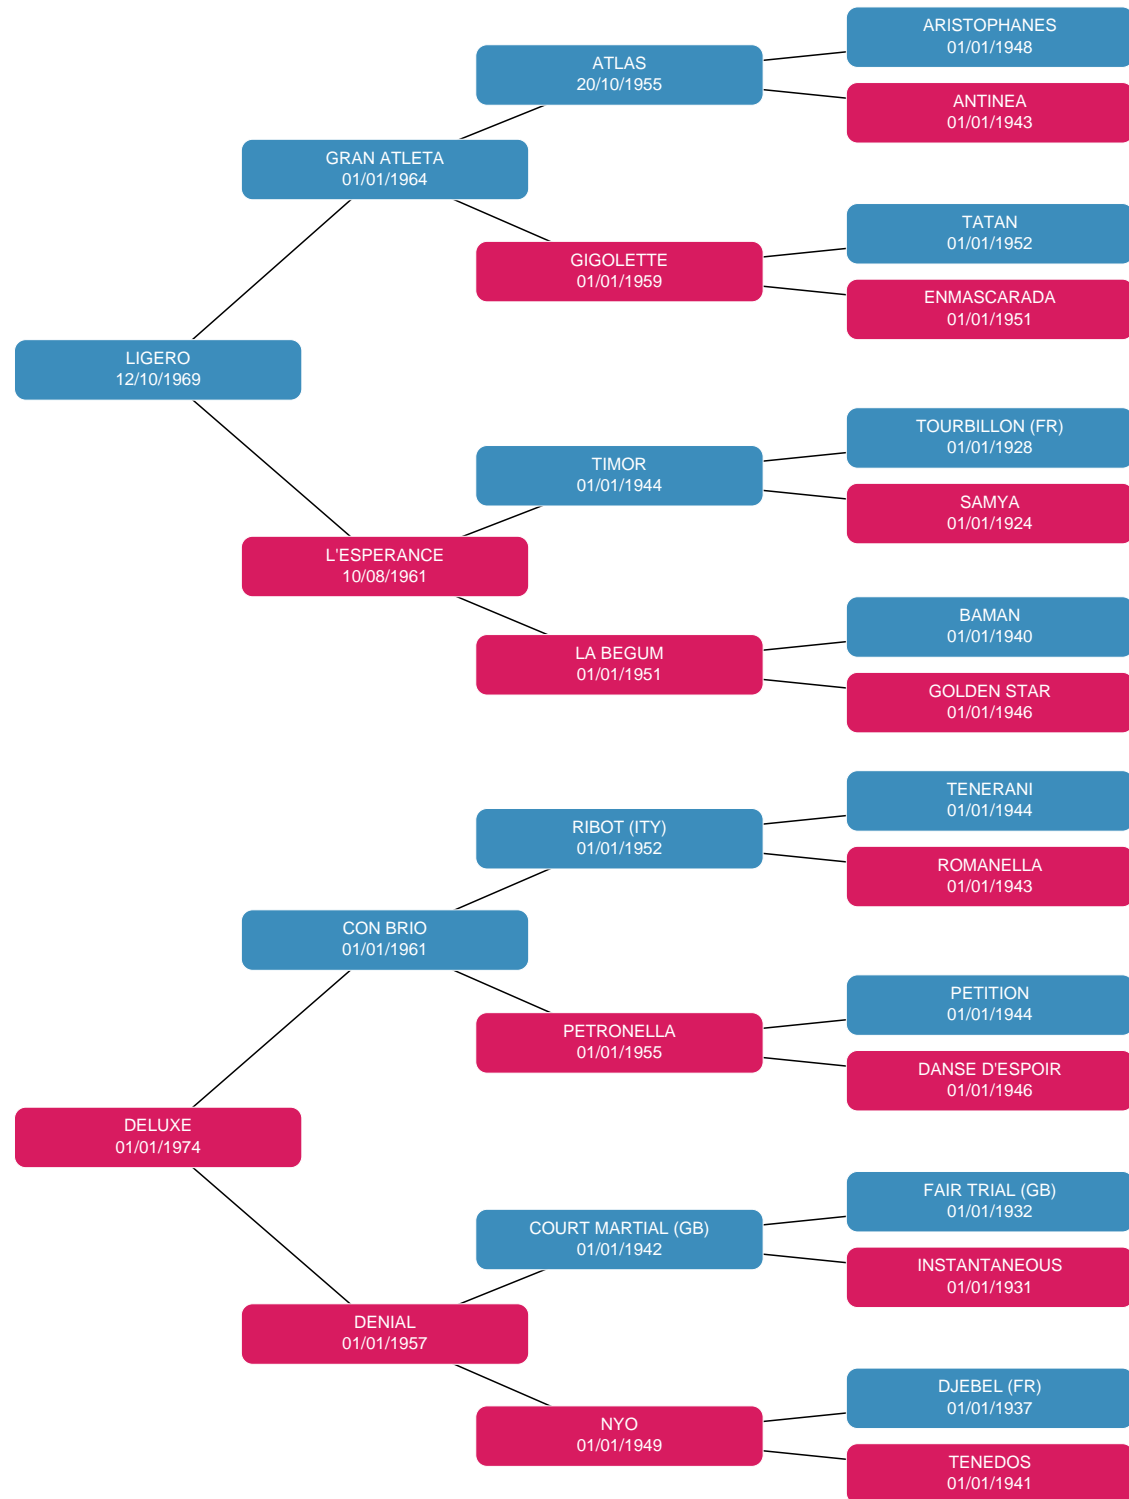 ARISTOPHANES
01/01/1948
ATLAS
20/10/1955
ANTINEA
01/01/1943
GRAN ATLETA
01/01/1964
TATAN
01/01/1952
GIGOLETTE
01/01/1959
ENMASCARADA
01/01/1951
LIGERO
12/10/1969
TOURBILLON (FR)
01/01/1928
TIMOR
01/01/1944
SAMYA
01/01/1924
L'ESPERANCE
10/08/1961
BAMAN
01/01/1940
LA BEGUM
01/01/1951
GOLDEN STAR
01/01/1946
TENERANI
01/01/1944
RIBOT (ITY)
01/01/1952
ROMANELLA
01/01/1943
CON BRIO
01/01/1961
PETITION
01/01/1944
PETRONELLA
01/01/1955
DANSE D'ESPOIR
01/01/1946
DELUXE
01/01/1974
FAIR TRIAL (GB)
01/01/1932
COURT MARTIAL (GB)
01/01/1942
INSTANTANEOUS
01/01/1931
DENIAL
01/01/1957
DJEBEL (FR)
01/01/1937
NYO
01/01/1949
TENEDOS
01/01/1941